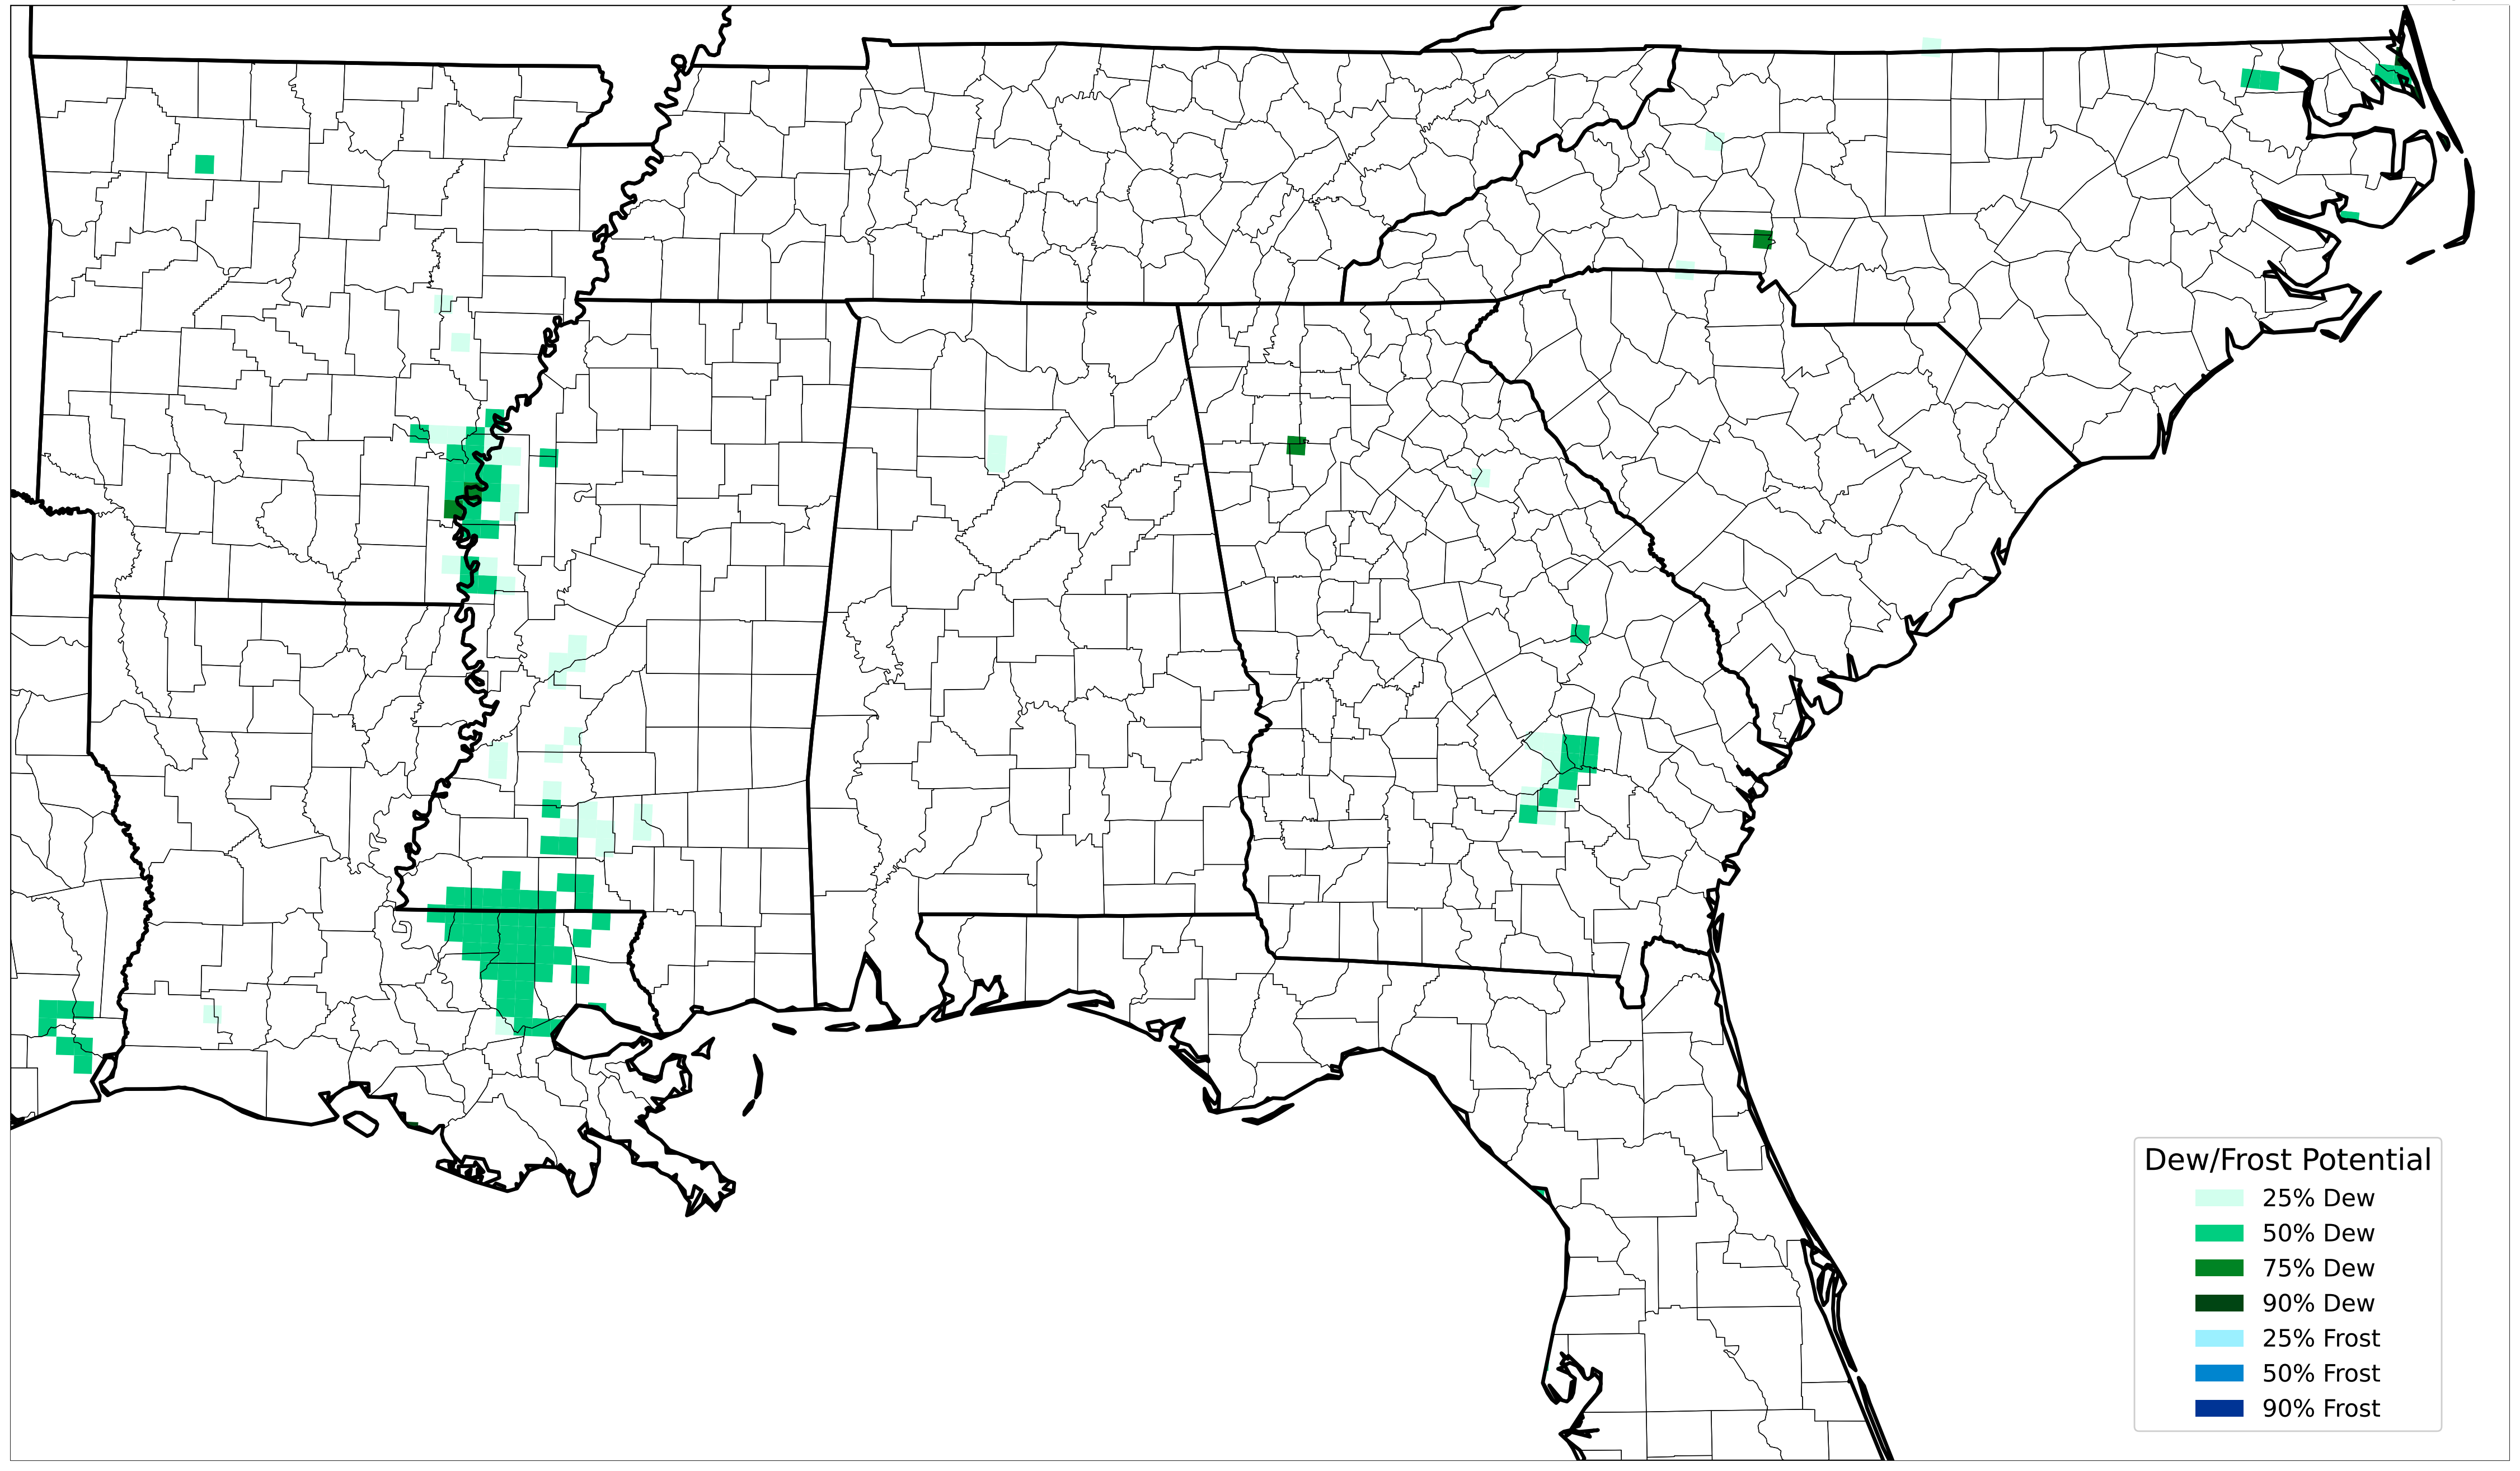 Dew/Frost Potential
25% Dew
50% Dew
75% Dew
90% Dew
25% Frost
50% Frost
90% Frost